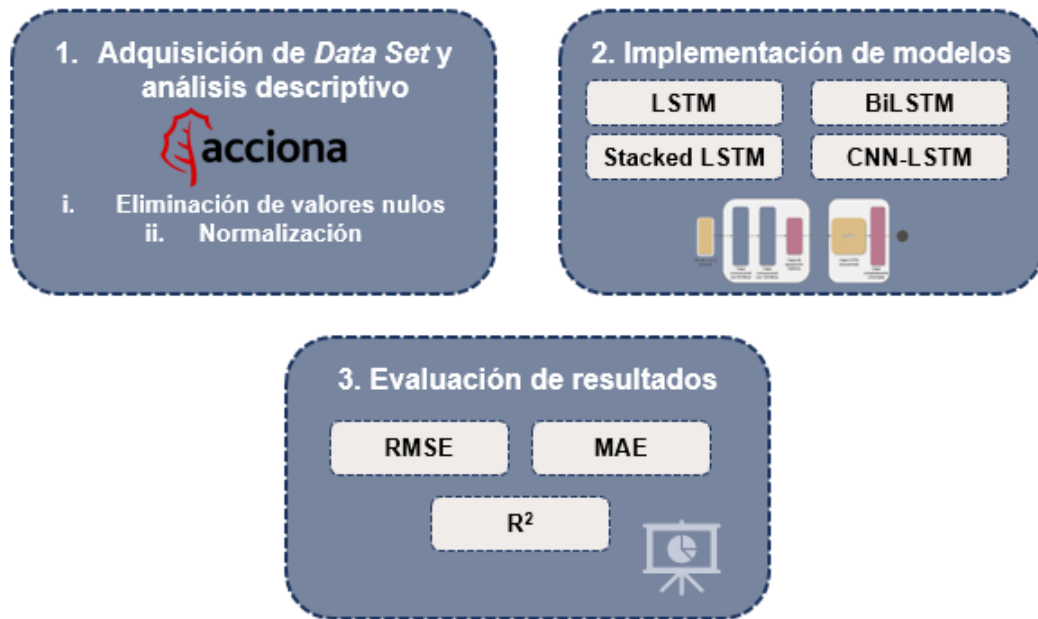 1. Adquisición de Data Set y
análisis descriptivo
acciona
i. Eliminación de valores nulos
ii. Normalización
2. Implementación de modelos
LSTM
BiLSTM
Stacked LSTM
CNN-LSTM
3. Evaluación de resultados
RMSE
MAE
R²